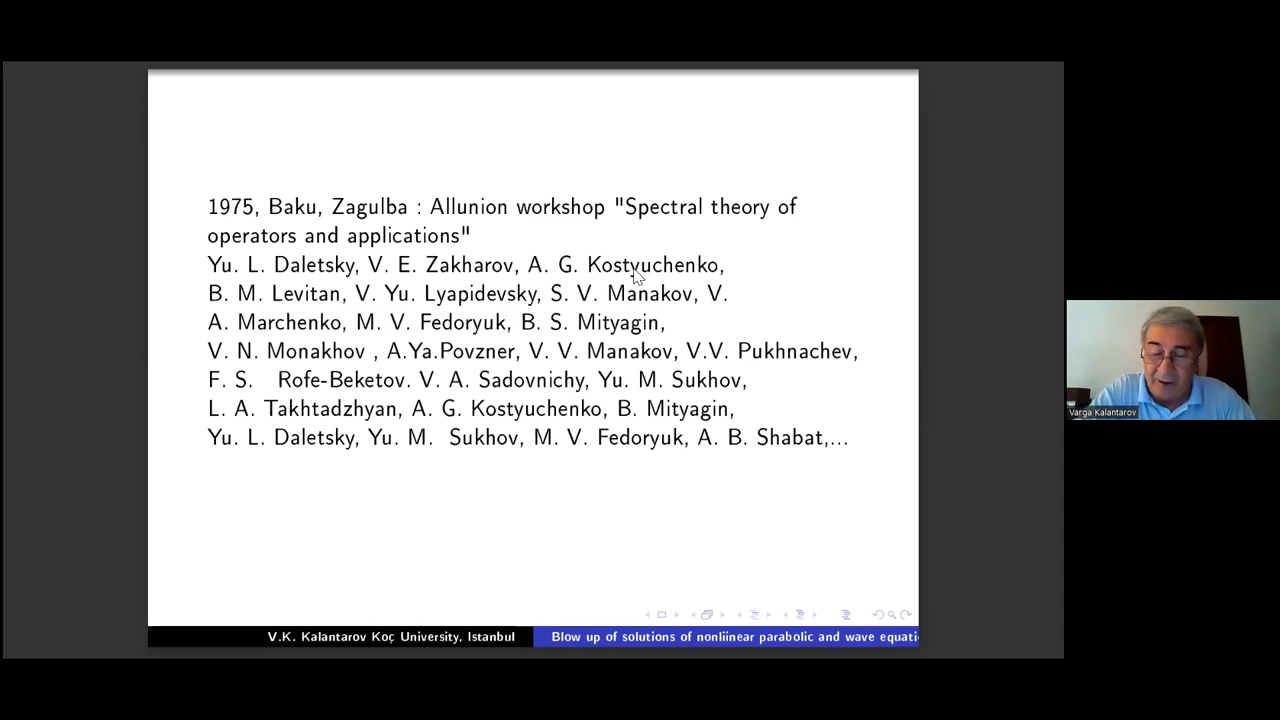 1975, Baku, Zagulba : Allunion workshop "Spectral theory of
operators and applications"
Yu. L. Daletsky, V. E. Zakharov, A. G. Kostyuchenko,
B. M. Levitan, V. Yu. Lyapidevsky, S. V. Manakov, V.
A. Marchenko, M. V. Fedoryuk, B. S. Mityagin,
V. N. Monakhov , A.Ya.Povzner, V. V. Manakov, V.V. Pukhnachev,
F. S. Rofe-Beketov. V. A. Sadovnichy, Yu. M. Sukhov,
L. A. Takhtadzhyan, A. G. Kostyuchenko, B. Mityagin,
Yu. L. Daletsky, Yu. M. Sukhov, M. V. Fedoryuk, A. B. Shabat,...
V.K. Kalantarov Koç University, Istanbul
Blow up of solutions of nonliinear parabolic and wave equati
Varga Kalantarov